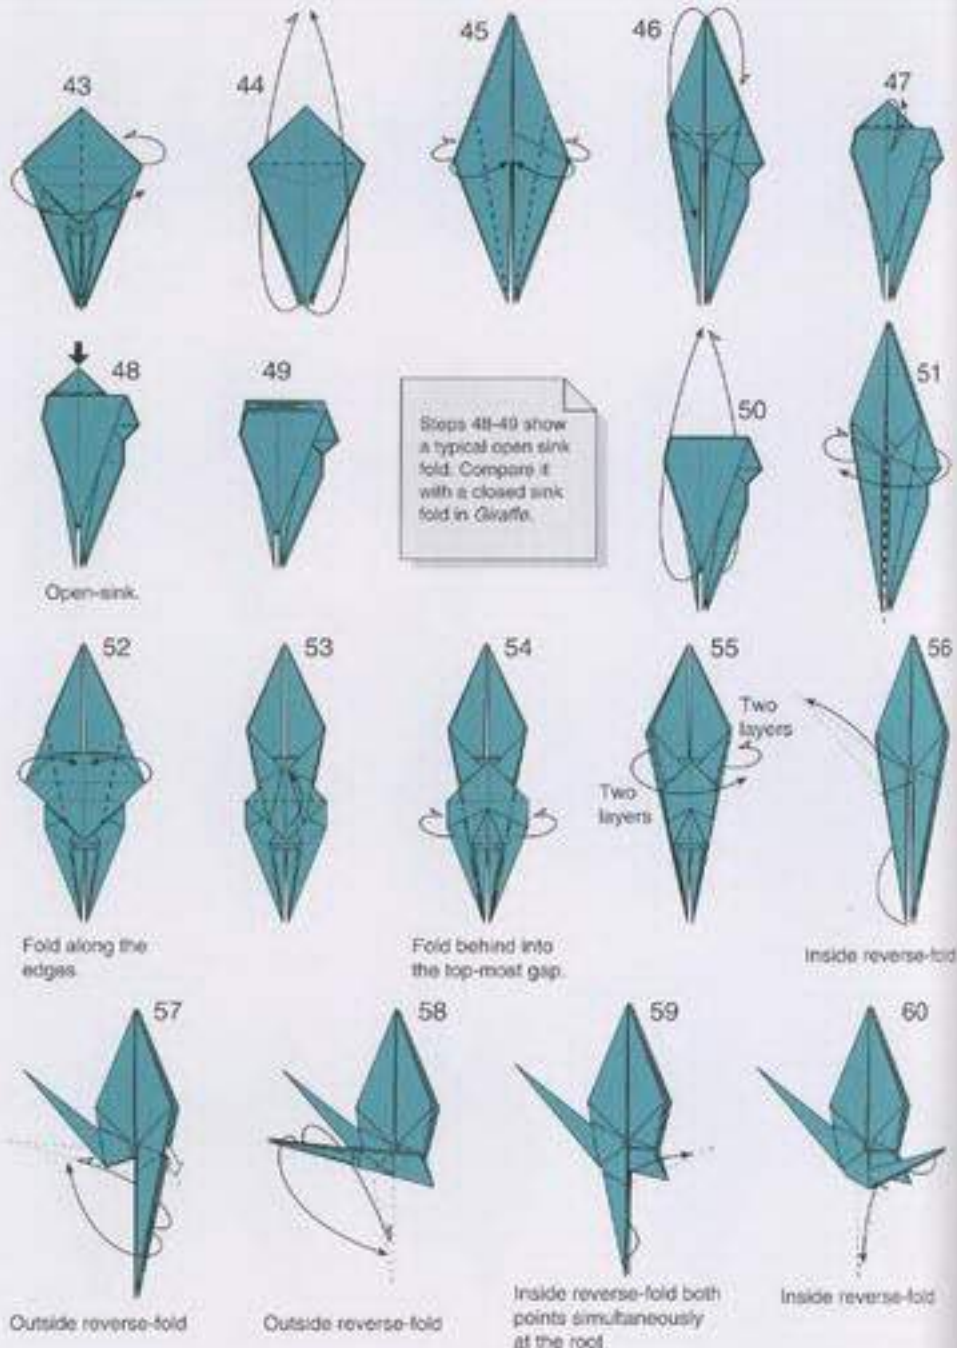 43
44
45
46
47
48
49
50
51
Steps 48-49 show
a typical open sink
fold. Compare it
with a closed sink
fold in Giraffe.
Open-sink.
52
53
54
55
56
Two
layers
Two
layers
Fold along the
edges
Fold behind into
the top-most gap.
Inside reverse-fold
57
58
59
60
Outside reverse-fold
Outside reverse-fold
Inside reverse-fold both
points simultaneously
at the root
Inside reverse-fold